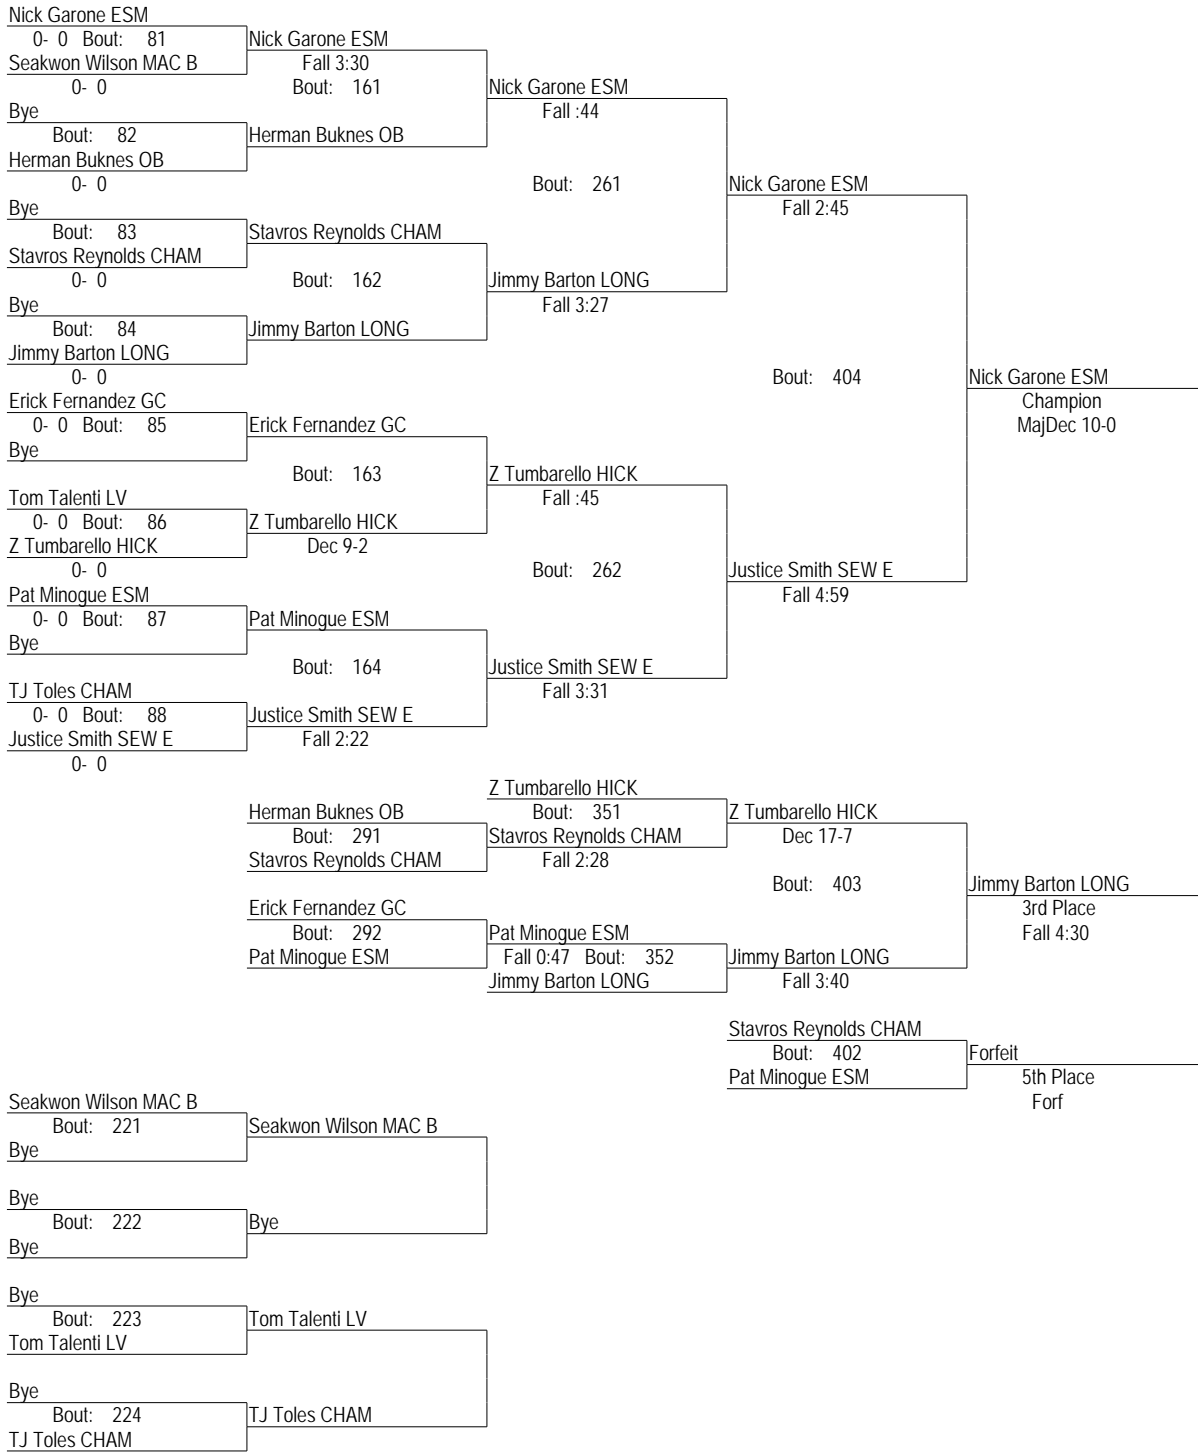 Nick Garone ESM
0- 0 Bout: 81 Nick Garone ESM
Seakwon Wilson MAC B Fall 3:30
0- 0 Bout: 161 Nick Garone ESM
Bye Fall :44
Bout: 82 Herman Buknes OB
Herman Buknes OB
0- 0 Bout: 261 Nick Garone ESM
Bye Fall 2:45
Bout: 83 Stavros Reynolds CHAM
Stavros Reynolds CHAM
0- 0 Bout: 162 Jimmy Barton LONG
Bye Fall 3:27
Bout: 84 Jimmy Barton LONG
Jimmy Barton LONG
0- 0 Bout: 404 Nick Garone ESM
Erick Fernandez GC Champion
0- 0 Bout: 85 Erick Fernandez GC MajDec 10-0
Bye
Bout: 163 Z Tumbarello HICK
Tom Talenti LV Fall :45
0- 0 Bout: 86 Z Tumbarello HICK
Z Tumbarello HICK Dec 9-2
0- 0 Bout: 262 Justice Smith SEW E
Pat Minogue ESM Fall 4:59
0- 0 Bout: 87 Pat Minogue ESM
Bye
Bout: 164 Justice Smith SEW E
TJ Toles CHAM Fall 3:31
0- 0 Bout: 88 Justice Smith SEW E
Justice Smith SEW E Fall 2:22
0- 0
Z Tumbarello HICK
Herman Buknes OB Bout: 351 Z Tumbarello HICK
Bout: 291 Stavros Reynolds CHAM Dec 17-7
Stavros Reynolds CHAM Fall 2:28
Bout: 403 Jimmy Barton LONG
Erick Fernandez GC 3rd Place
Bout: 292 Pat Minogue ESM Fall 4:30
Pat Minogue ESM Fall 0:47 Bout: 352 Jimmy Barton LONG
Jimmy Barton LONG Fall 3:40
Stavros Reynolds CHAM
Bout: 402 Forfeit
Pat Minogue ESM 5th Place
Seakwon Wilson MAC B Forf
Bout: 221 Seakwon Wilson MAC B
Bye
Bye
Bout: 222 Bye
Bye
Bye
Bout: 223 Tom Talenti LV
Tom Talenti LV
Bye
Bout: 224 TJ Toles CHAM
TJ Toles CHAM